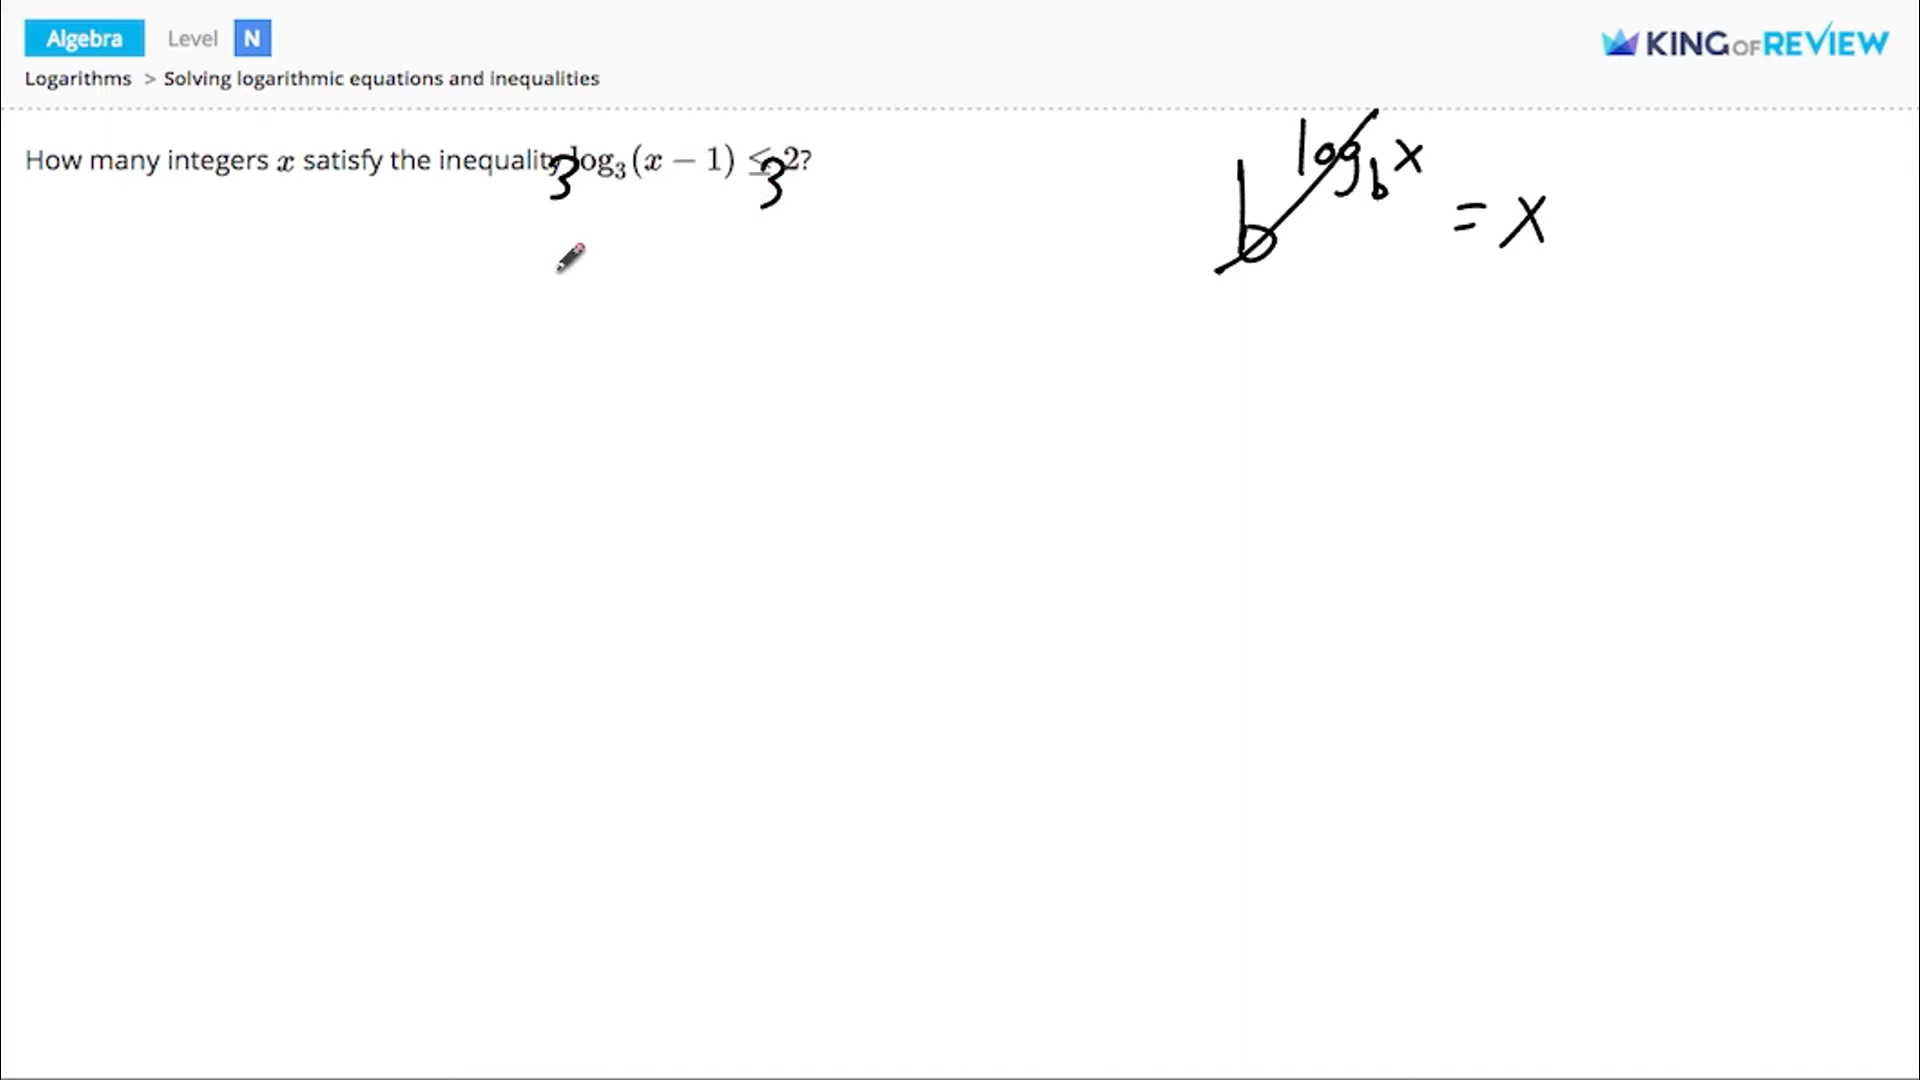 Algebra Level N
KINGOFREVIEW
Logarithms > Solving logarithmic equations and inequalities
How many integers x satisfy the inequality log₃(x − 1) ≤ 2?
3 3
b^(log_b x) = x